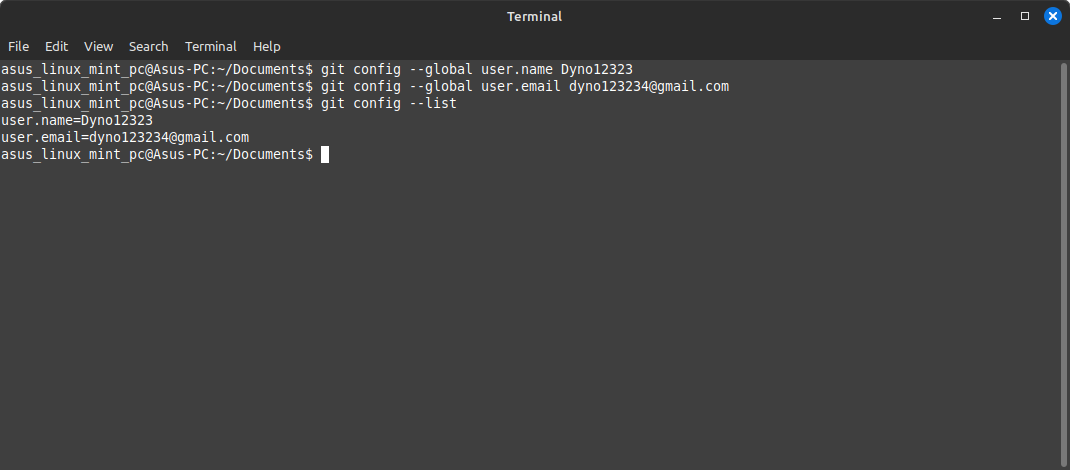 Terminal
File Edit View Search Terminal Help
asus_linux_mint_pc@Asus-PC:~/Documents$ git config --global user.name Dyno12323
asus_linux_mint_pc@Asus-PC:~/Documents$ git config --global user.email dyno123234@gmail.com
asus_linux_mint_pc@Asus-PC:~/Documents$ git config --list
user.name=Dyno12323
user.email=dyno123234@gmail.com
asus_linux_mint_pc@Asus-PC:~/Documents$